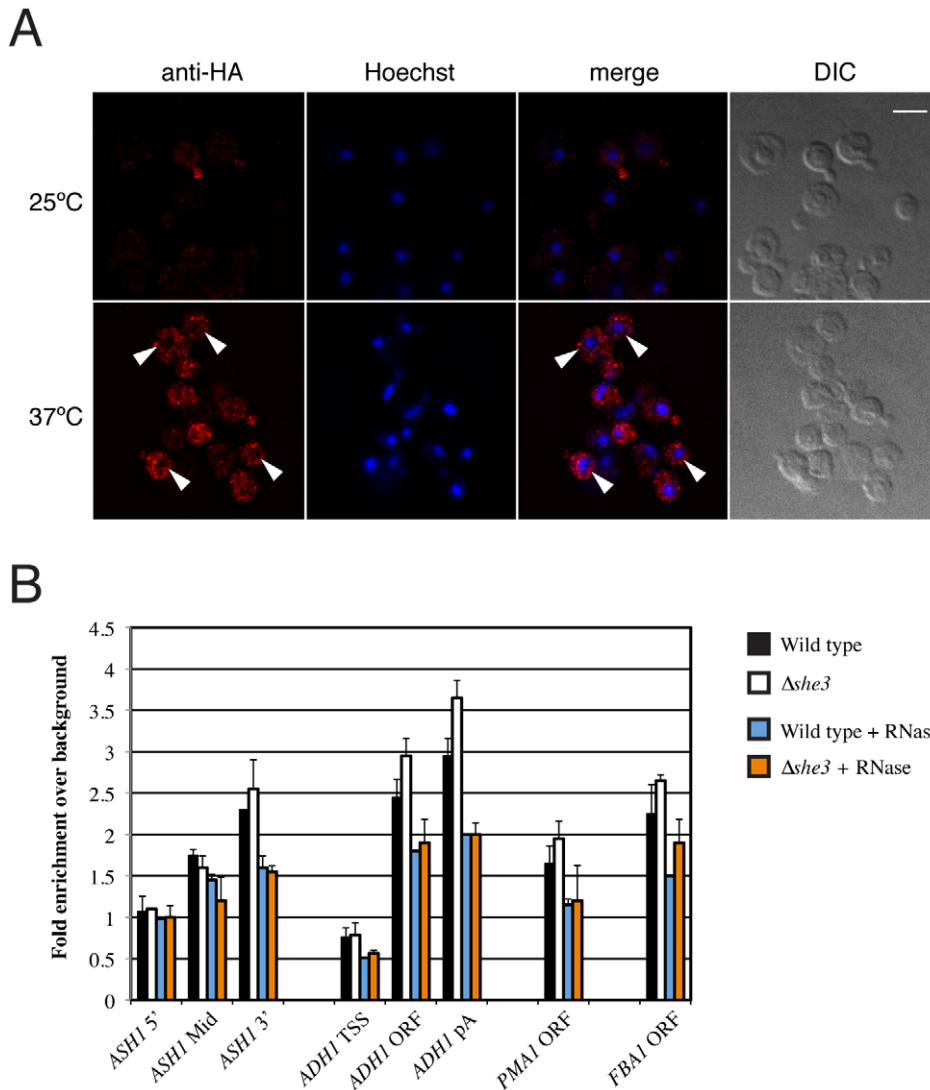 A
anti-HA Hoechst merge DIC
25ºC
37ºC
B
Fold enrichment over background
4.5
4
3.5
3
2.5
2
1.5
1
0.5
0
ASH1 5’
ASH1 Mid
ASH1 3’
ADH1 TSS
ADH1 ORF
ADH1 pA
PMA1 ORF
FBA1 ORF
Wild type
Δshe3
Wild type + RNas
Δshe3 + RNase